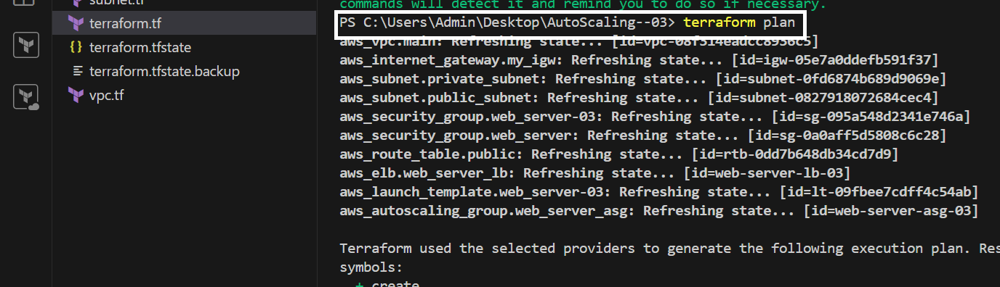 subnet.tf
terraform.tf
{} terraform.tfstate
terraform.tfstate.backup
vpc.tf
commands will detect it and remind you to do so if necessary.
PS C:\Users\Admin\Desktop\AutoScaling--03> terraform plan
aws_vpc.main: Refreshing state... [id=vpc-08f514eadcc8936c5]
aws_internet_gateway.my_igw: Refreshing state... [id=igw-05e7a0ddefb591f37]
aws_subnet.private_subnet: Refreshing state... [id=subnet-0fd6874b689d9069e]
aws_subnet.public_subnet: Refreshing state... [id=subnet-0827918072684cec4]
aws_security_group.web_server-03: Refreshing state... [id=sg-095a548d2341e746a]
aws_security_group.web_server: Refreshing state... [id=sg-0a0aff5d5808c6c28]
aws_route_table.public: Refreshing state... [id=rtb-0dd7b648db34cd7d9]
aws_elb.web_server_lb: Refreshing state... [id=web-server-lb-03]
aws_launch_template.web_server-03: Refreshing state... [id=lt-09fbee7cdff4c54ab]
aws_autoscaling_group.web_server_asg: Refreshing state... [id=web-server-asg-03]
Terraform used the selected providers to generate the following execution plan. Res
symbols:
+ create